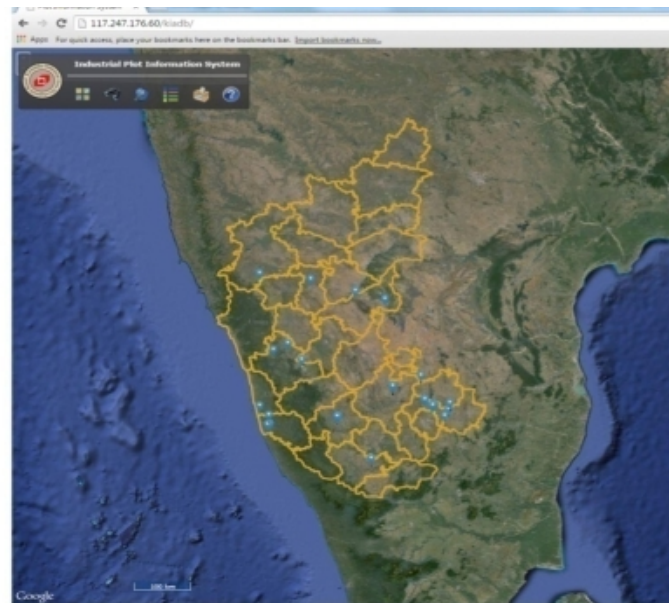 117.247.176.60/kiadb/
Apps For quick access, place your bookmarks here on the bookmarks bar. Import bookmarks now...
Industrial Plot Information System
Google